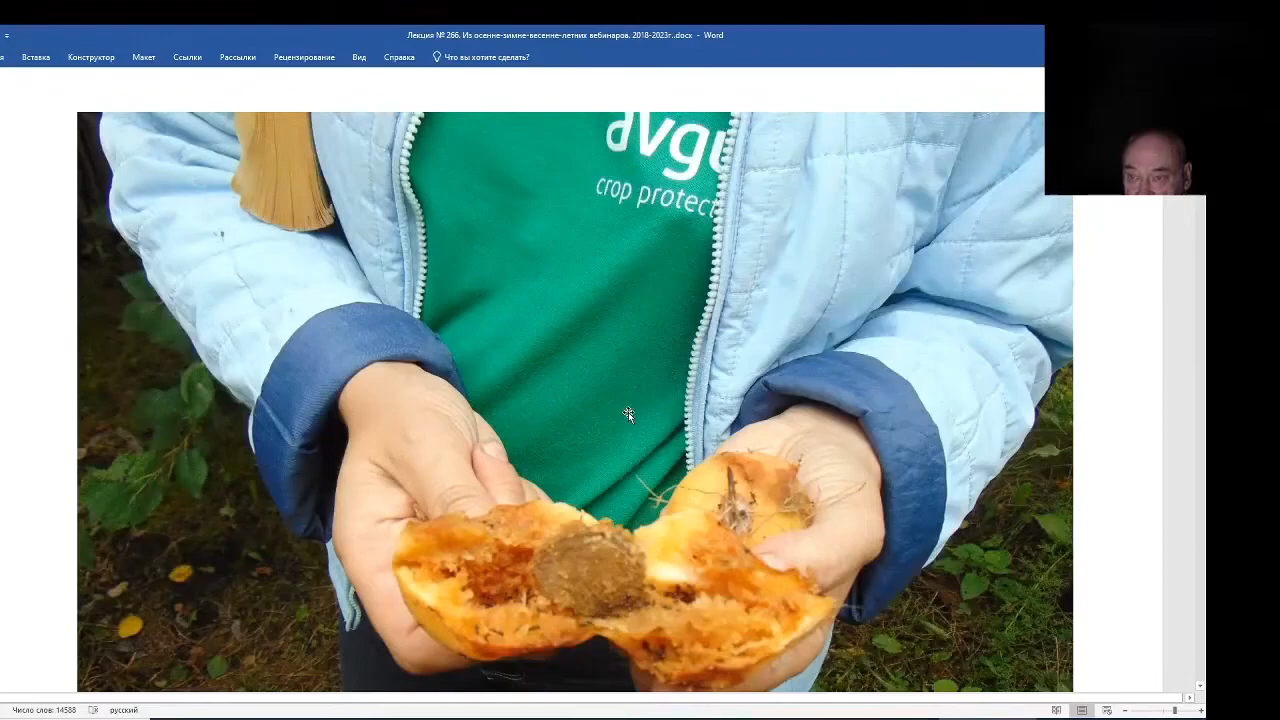 Лекция № 266. Из осенне-зимне-весенне-летних вебинаров. 2018-2023г..docx - Word
я Вставка Конструктор Макет Ссылки Рассылки Рецензирование Вид Справка Что вы хотите сделать?
avgu
crop protect
Число слов: 14588 русский